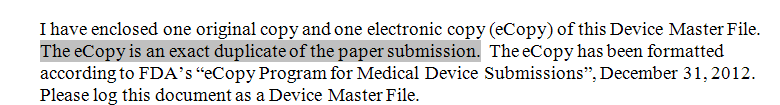 I have enclosed one original copy and one electronic copy (eCopy) of this Device Master File.
The eCopy is an exact duplicate of the paper submission.  The eCopy has been formatted
according to FDA’s “eCopy Program for Medical Device Submissions”, December 31, 2012.
Please log this document as a Device Master File.